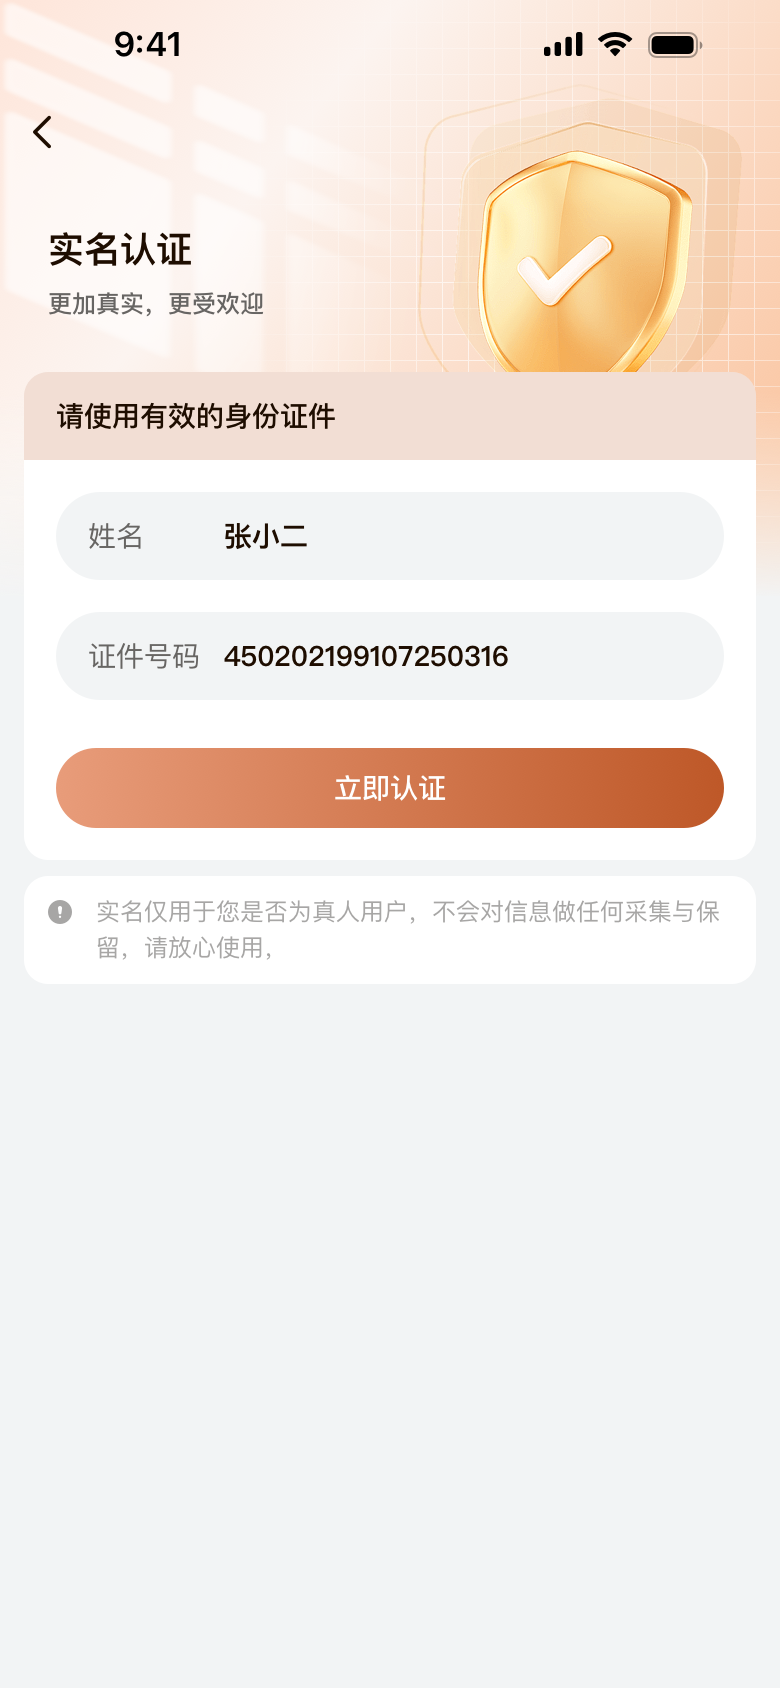 9:41
实名认证
更加真实，更受欢迎
请使用有效的身份证件
姓名 张小二
证件号码 450202199107250316
立即认证
实名仅用于您是否为真人用户，不会对信息做任何采集与保
留，请放心使用，